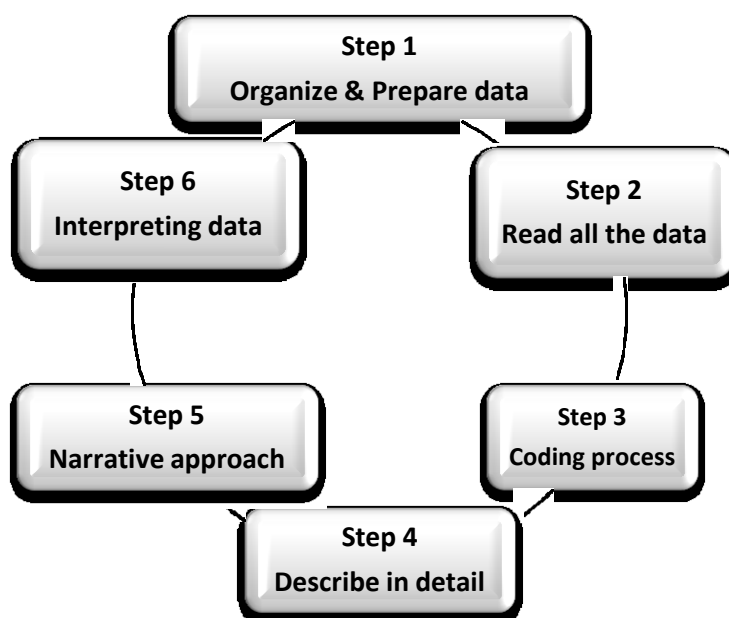 Step 1
Organize & Prepare data
Step 2
Read all the data
Step 3
Coding process
Step 4
Describe in detail
Step 5
Narrative approach
Step 6
Interpreting data